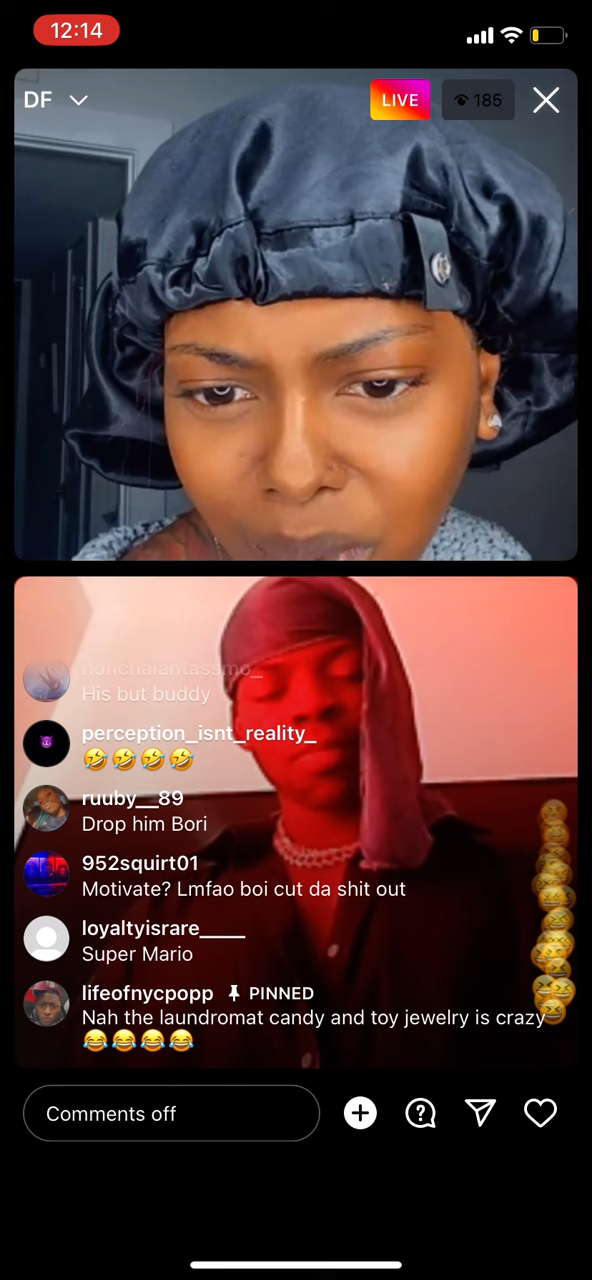 12:14
DF
LIVE
185
nonchalantassmo_
His but buddy
perception_isnt_reality_
🤣🤣🤣🤣
ruuby__89
Drop him Bori
952squirt01
Motivate? Lmfao boi cut da shit out
loyaltyisrare____
Super Mario
lifeofnycpopp PINNED
Nah the laundromat candy and toy jewelry is crazy
😂😂😂😂
Comments off